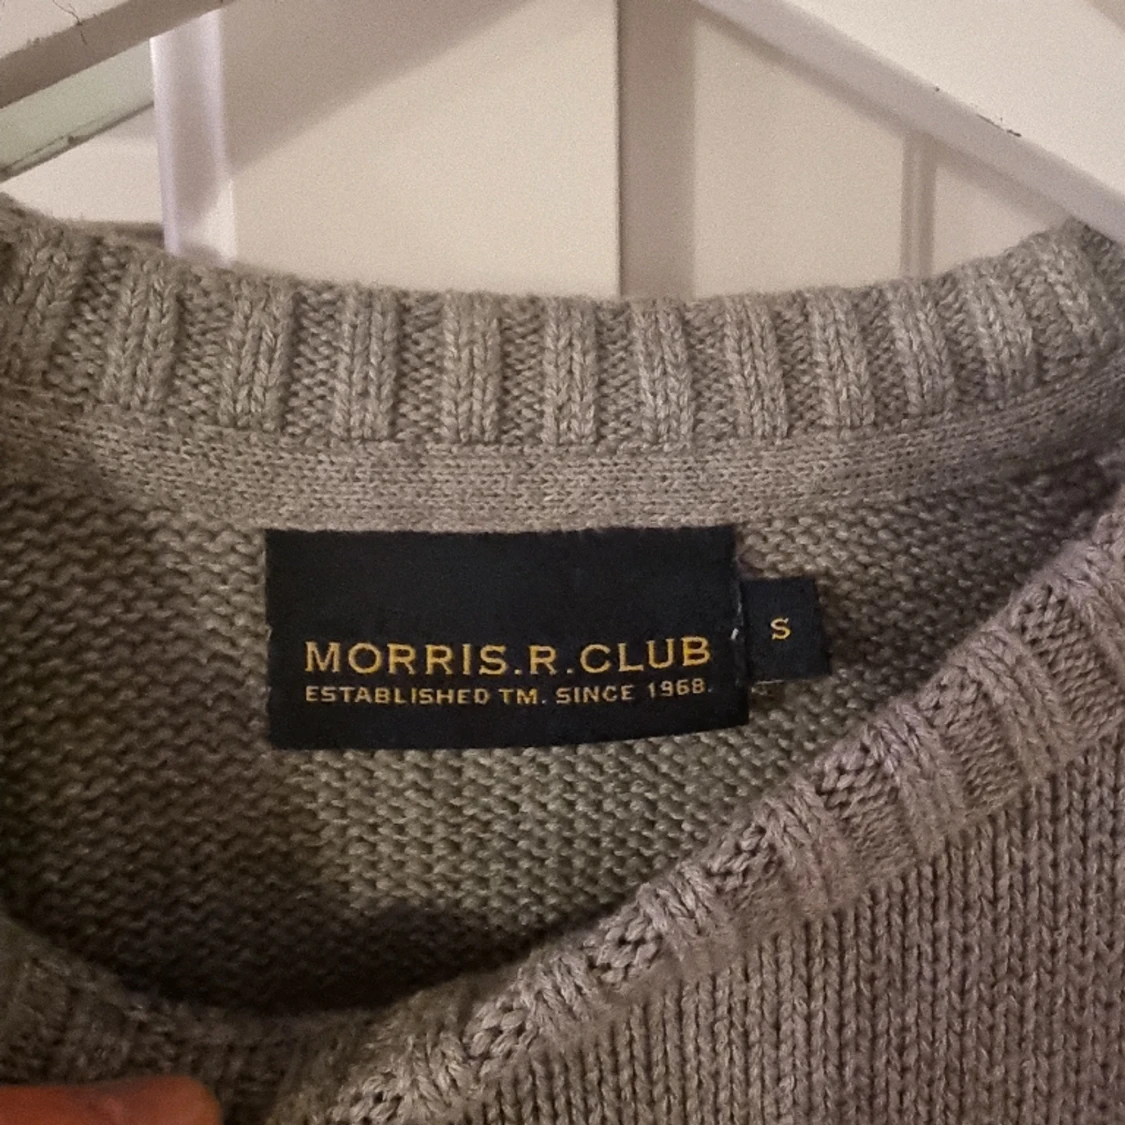 MORRIS.R.CLUB
ESTABLISHED TM. SINCE 1968.
S